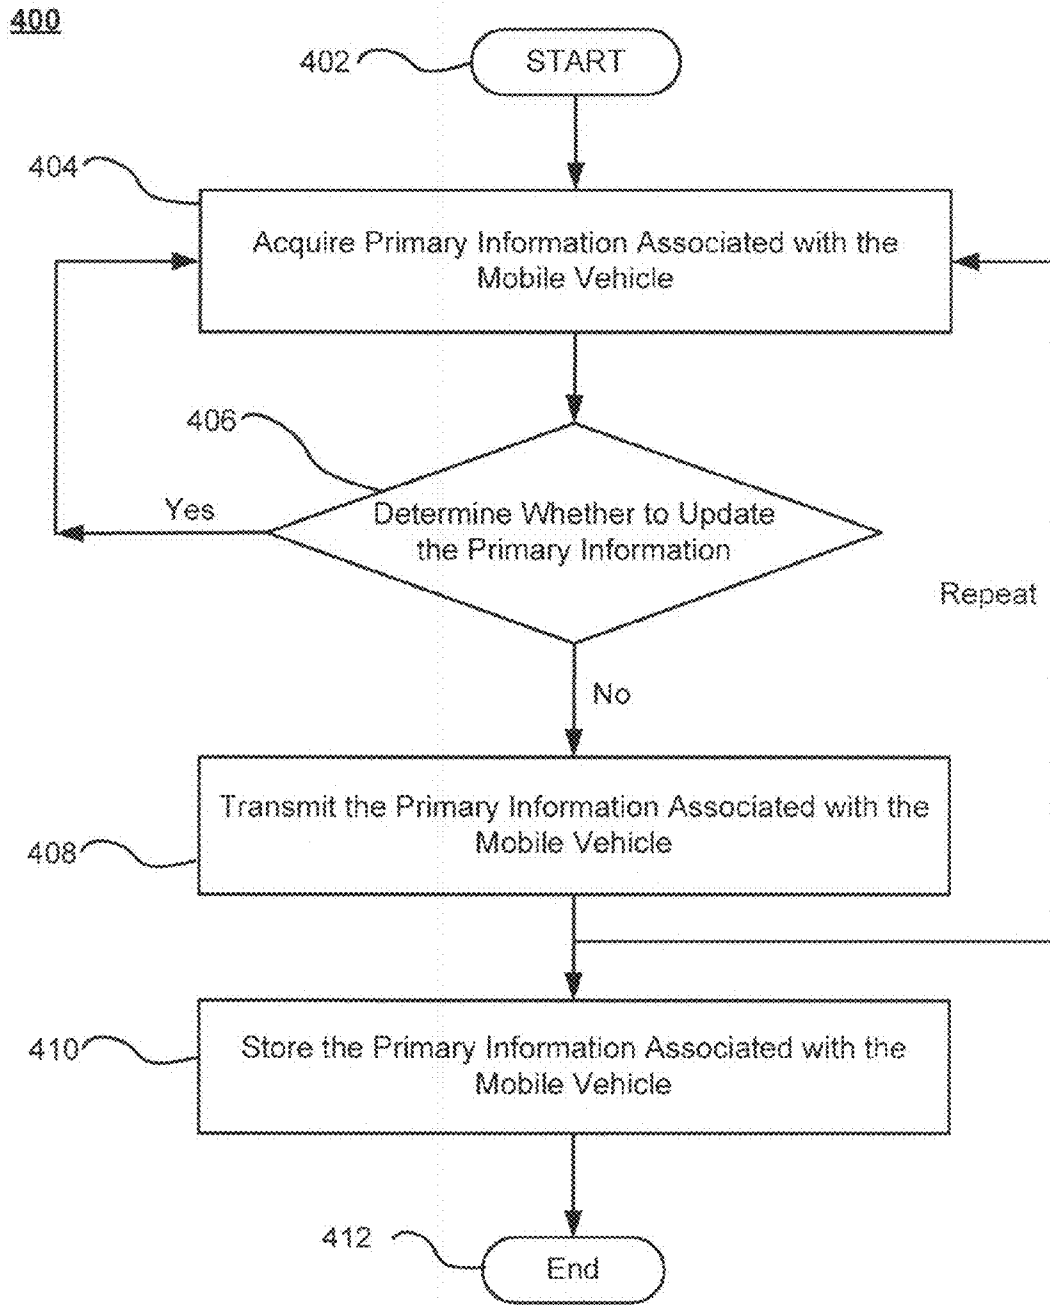 400
402
START
404
Acquire Primary Information Associated with the
Mobile Vehicle
406
Yes
Determine Whether to Update
the Primary Information
Repeat
No
Transmit the Primary Information Associated with the
Mobile Vehicle
408
410
Store the Primary Information Associated with the
Mobile Vehicle
412
End